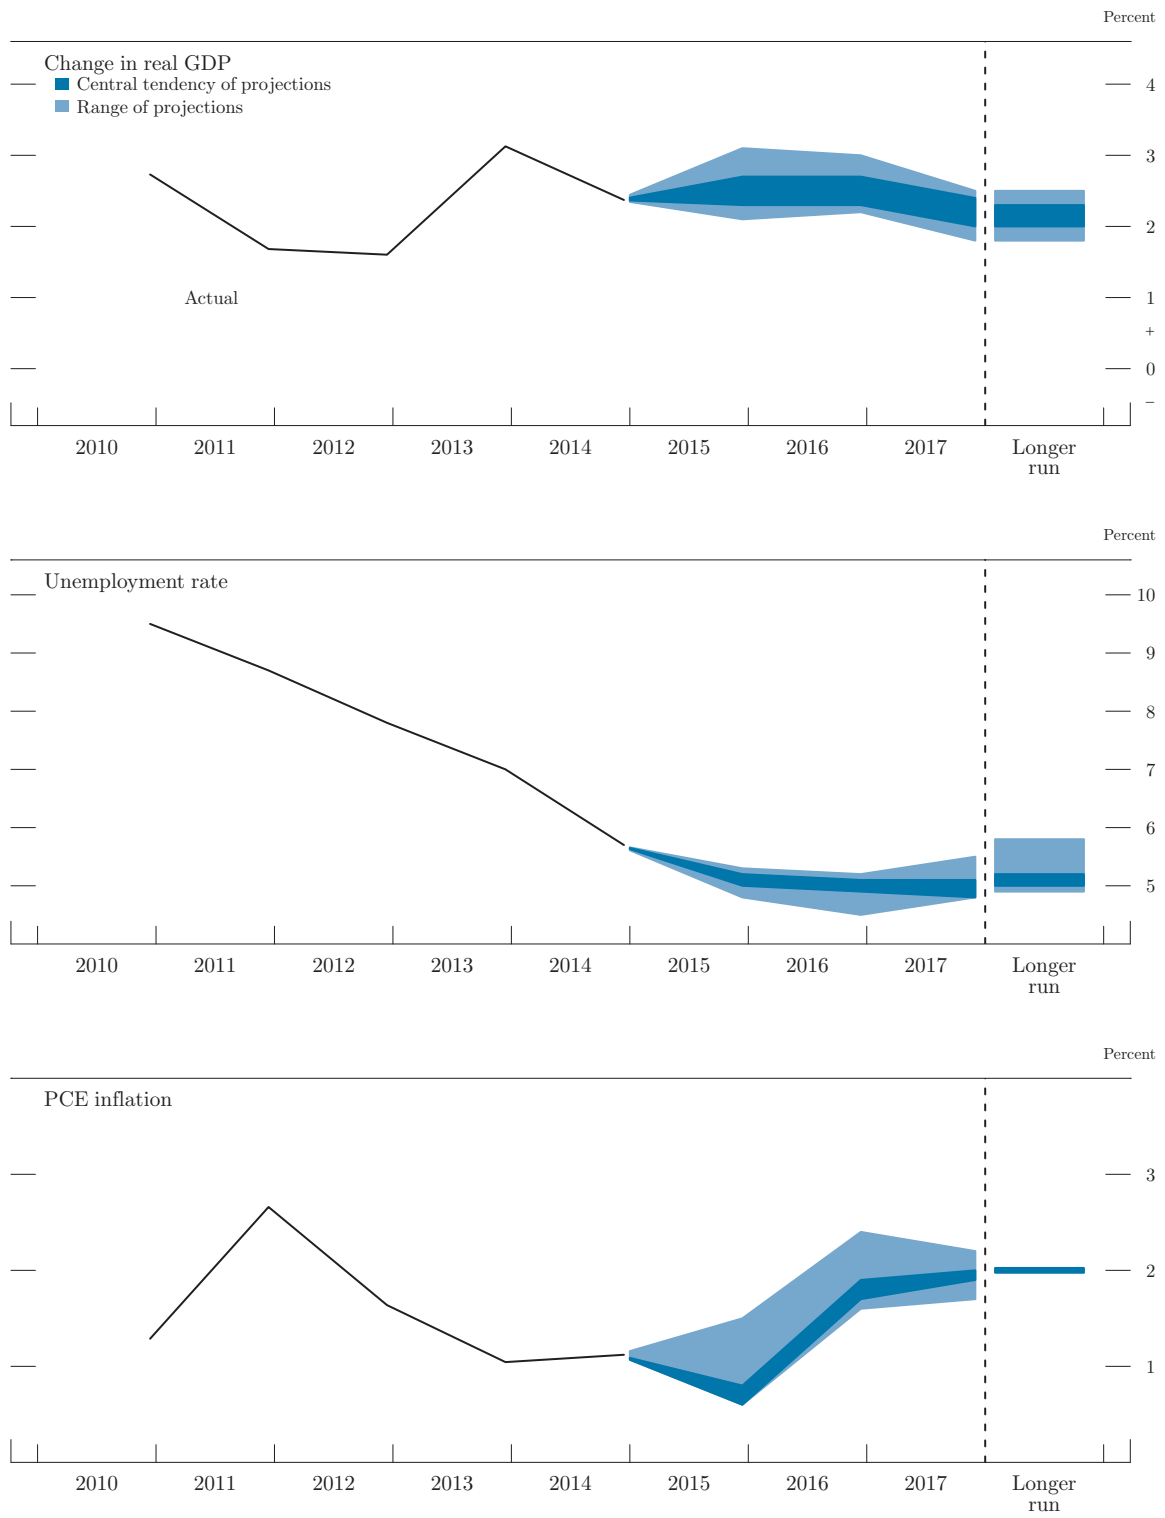 Percent
Change in real GDP
Central tendency of projections
Range of projections
Actual
4
3
2
1
+
0
−
2010 2011 2012 2013 2014 2015 2016 2017 Longer
run
Percent
Unemployment rate
10
9
8
7
6
5
2010 2011 2012 2013 2014 2015 2016 2017 Longer
run
Percent
PCE inflation
3
2
1
2010 2011 2012 2013 2014 2015 2016 2017 Longer
run